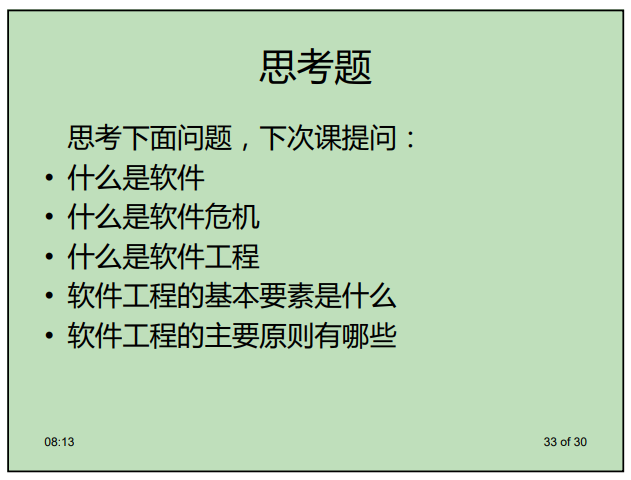 思考题
思考下面问题，下次课提问：
• 什么是软件
• 什么是软件危机
• 什么是软件工程
• 软件工程的基本要素是什么
• 软件工程的主要原则有哪些
08:13
33 of 30